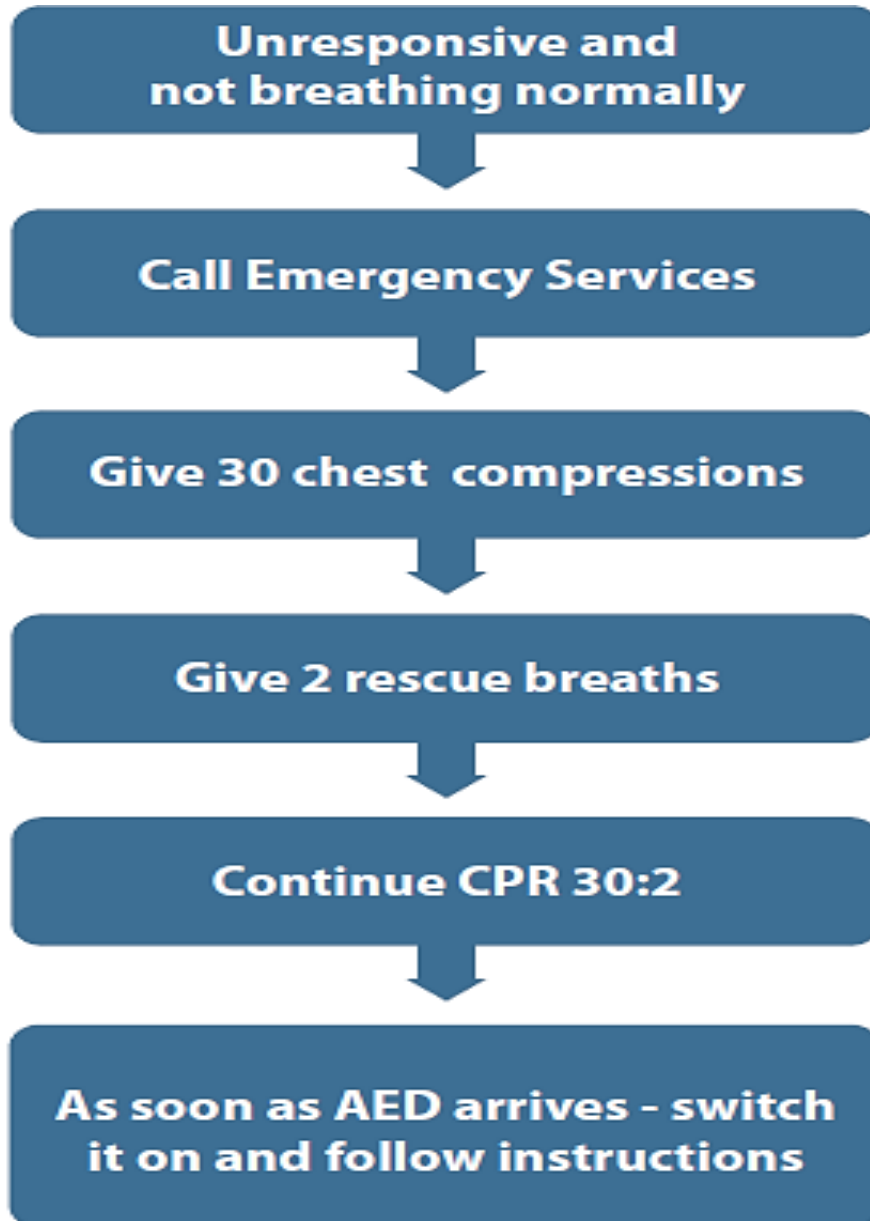 Unresponsive and
not breathing normally
Call Emergency Services
Give 30 chest compressions
Give 2 rescue breaths
Continue CPR 30:2
As soon as AED arrives - switch
it on and follow instructions